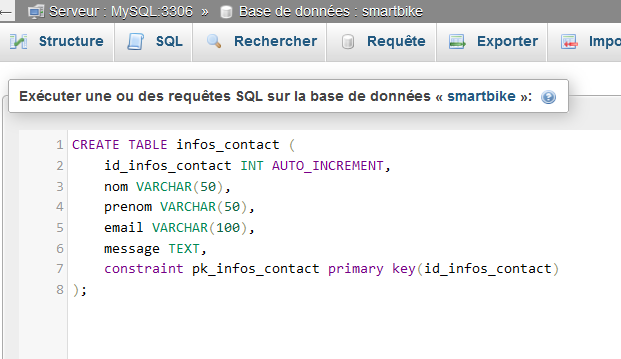 ← Serveur : MySQL:3306 » Base de données : smartbike
Structure SQL Rechercher Requête Exporter Impo
Exécuter une ou des requêtes SQL sur la base de données « smartbike »:
1 CREATE TABLE infos_contact (
2 id_infos_contact INT AUTO_INCREMENT,
3 nom VARCHAR(50),
4 prenom VARCHAR(50),
5 email VARCHAR(100),
6 message TEXT,
7 constraint pk_infos_contact primary key(id_infos_contact)
8 );